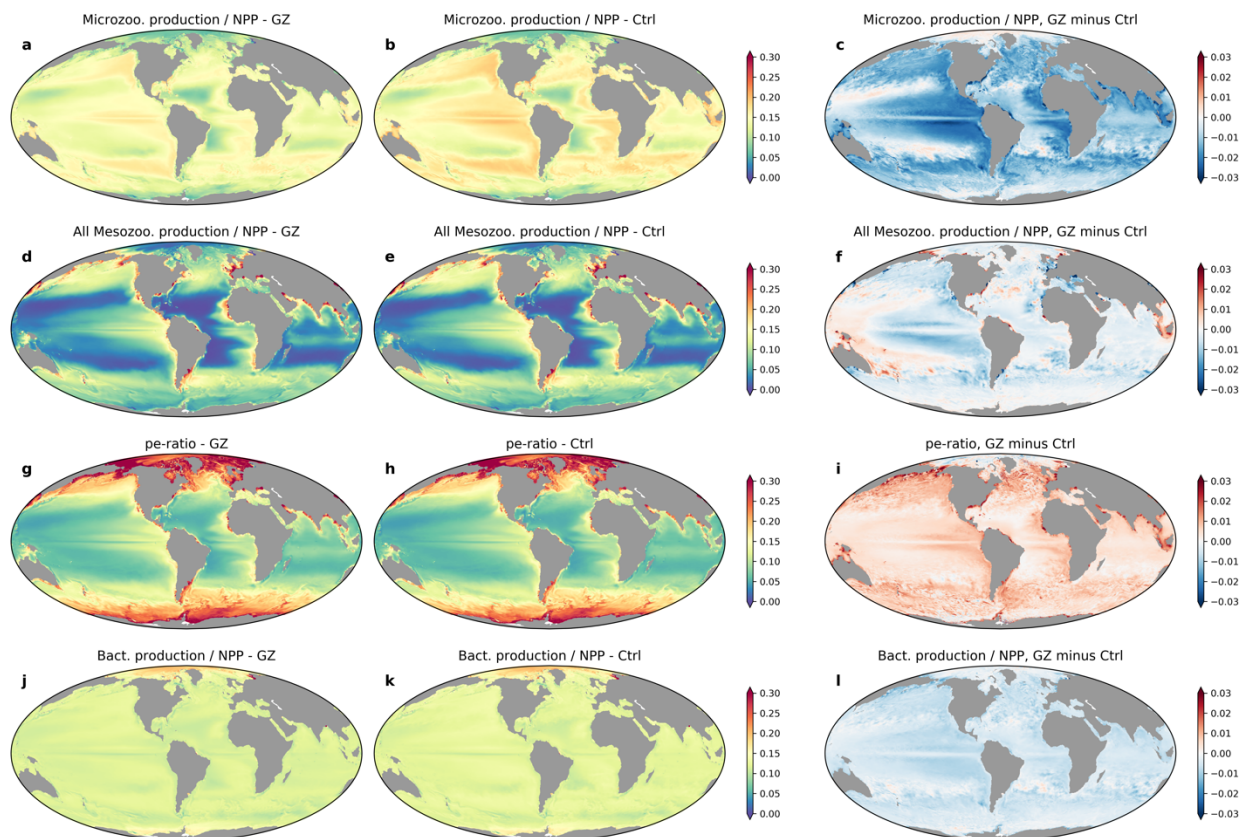 Microzoo. production / NPP - GZ
Microzoo. production / NPP - Ctrl
Microzoo. production / NPP, GZ minus Ctrl
a
b
c
0.30
0.25
0.20
0.15
0.10
0.05
0.00
0.03
0.02
0.01
0.00
−0.01
−0.02
−0.03
All Mesozoo. production / NPP - GZ
All Mesozoo. production / NPP - Ctrl
All Mesozoo. production / NPP, GZ minus Ctrl
d
e
f
0.30
0.25
0.20
0.15
0.10
0.05
0.00
0.03
0.02
0.01
0.00
−0.01
−0.02
−0.03
pe-ratio - GZ
pe-ratio - Ctrl
pe-ratio, GZ minus Ctrl
g
h
i
0.30
0.25
0.20
0.15
0.10
0.05
0.00
0.03
0.02
0.01
0.00
−0.01
−0.02
−0.03
Bact. production / NPP - GZ
Bact. production / NPP - Ctrl
Bact. production / NPP, GZ minus Ctrl
j
k
l
0.30
0.25
0.20
0.15
0.10
0.05
0.00
0.03
0.02
0.01
0.00
−0.01
−0.02
−0.03